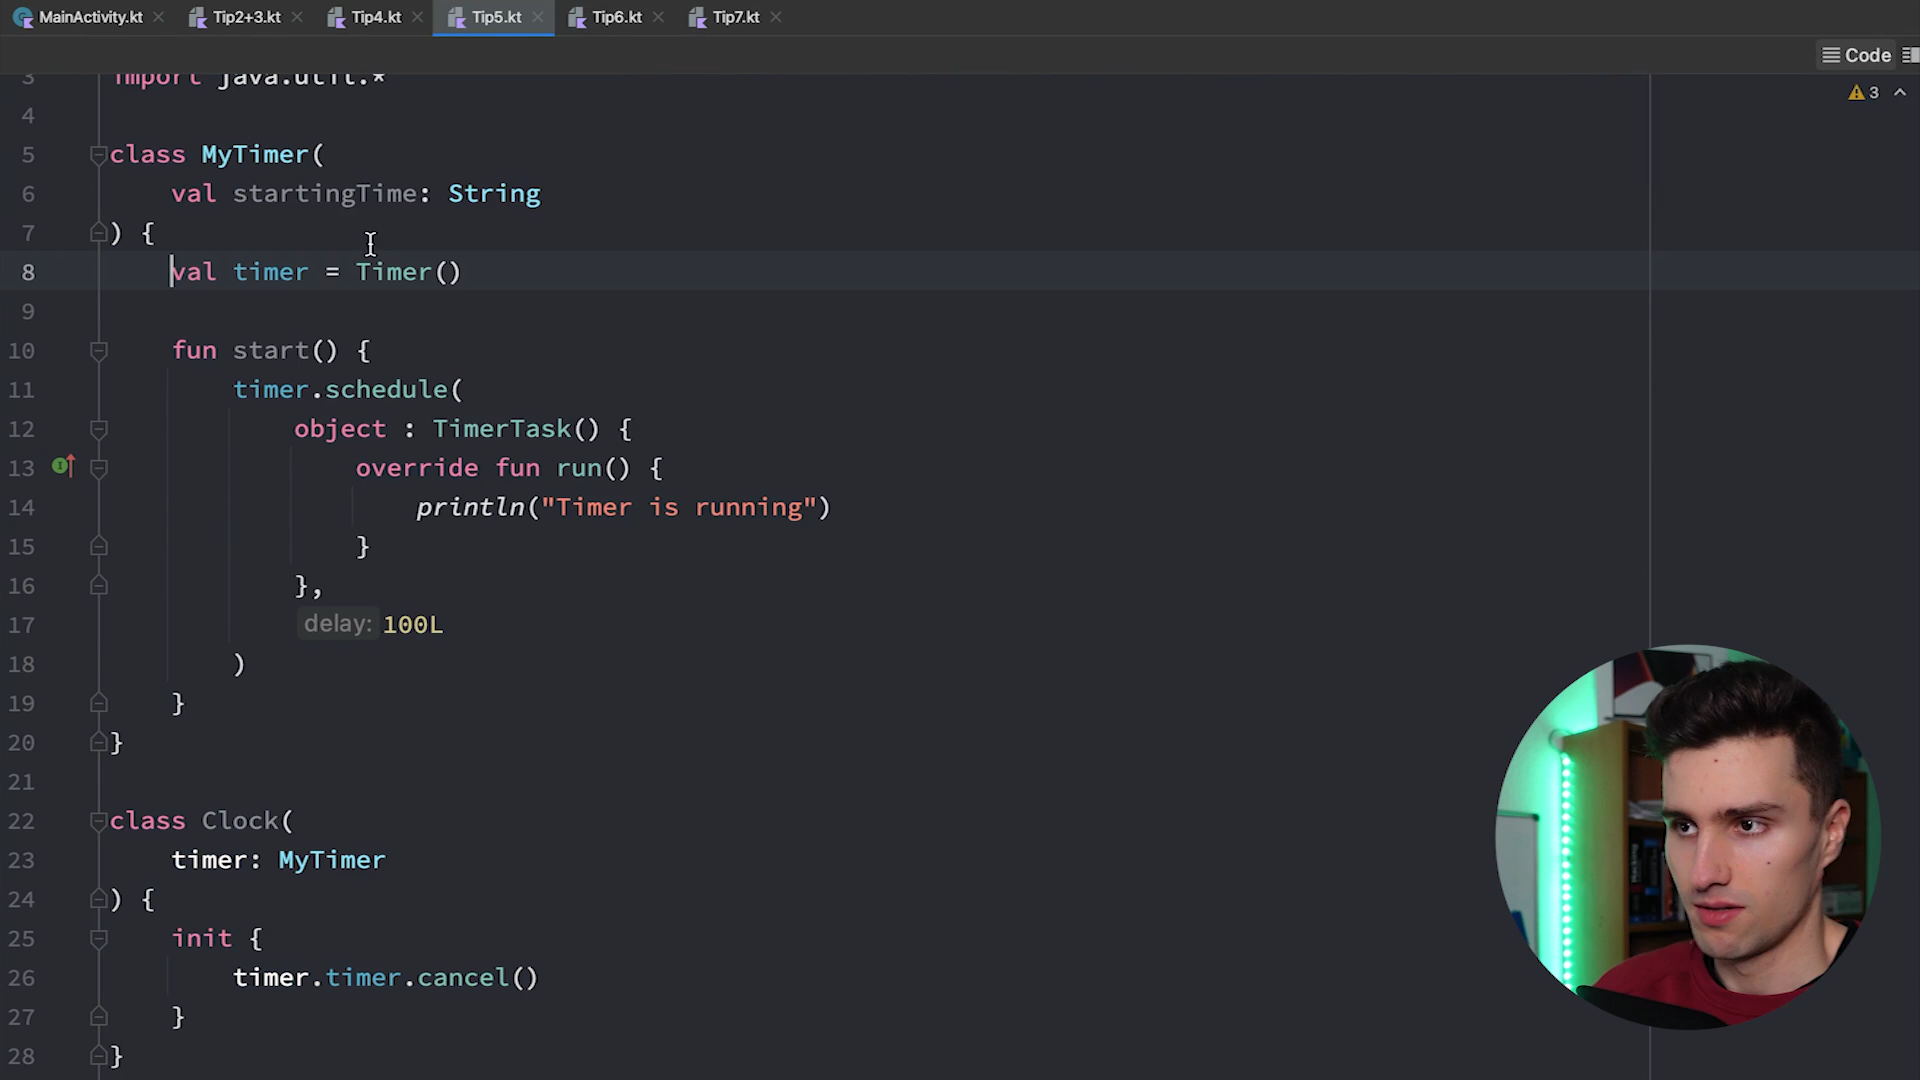 MainActivity.kt Tip2+3.kt Tip4.kt Tip5.kt Tip6.kt Tip7.kt
Code
3
3 import java.util.*
4
5 class MyTimer(
6 val startingTime: String
7 ) {
8 val timer = Timer()
9
10 fun start() {
11 timer.schedule(
12 object : TimerTask() {
13 override fun run() {
14 println("Timer is running")
15 }
16 },
17 delay: 100L
18 )
19 }
20 }
21
22 class Clock(
23 timer: MyTimer
24 ) {
25 init {
26 timer.timer.cancel()
27 }
28 }